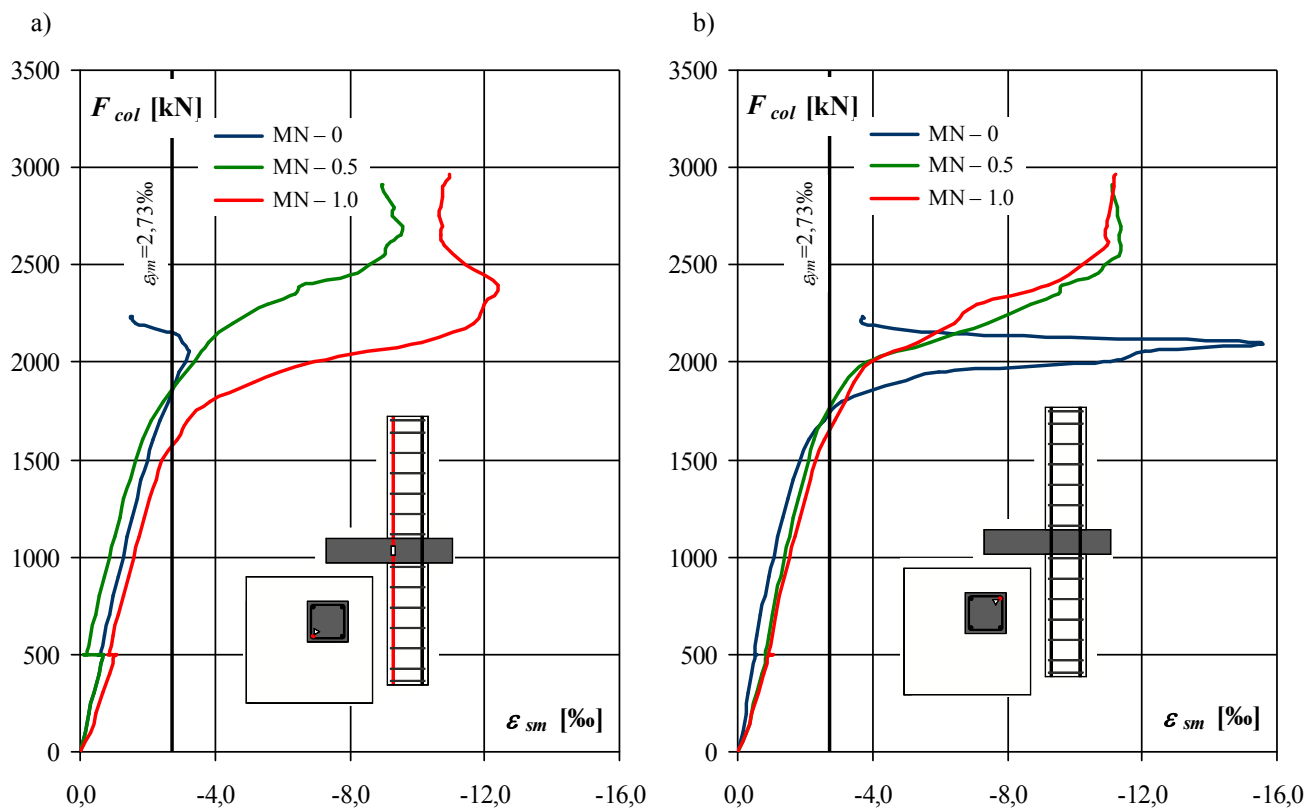 a)
3500
3000
2500
2000
1500
1000
500
0
F col [kN]
MN – 0
MN – 0.5
MN – 1.0
εym=2,73‰
ε sm [‰]
0,0
-4,0
-8,0
-12,0
-16,0
b)
3500
3000
2500
2000
1500
1000
500
0
F col [kN]
MN – 0
MN – 0.5
MN – 1.0
εym=2,73‰
ε sm [‰]
0,0
-4,0
-8,0
-12,0
-16,0